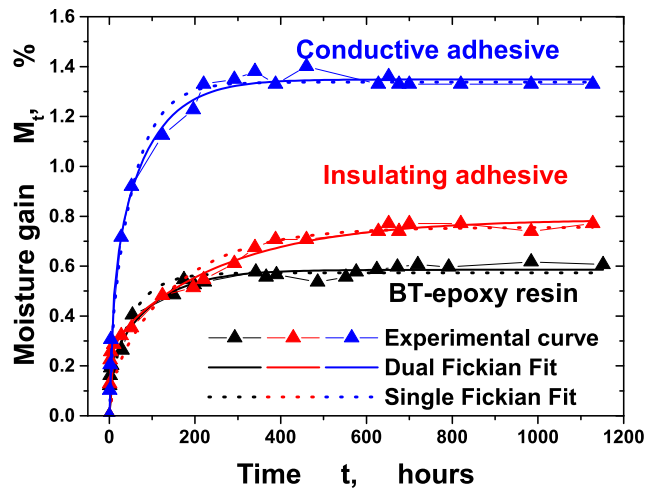 Conductive adhesive
Insulating adhesive
BT-epoxy resin
Experimental curve
Dual Fickian Fit
Single Fickian Fit
Moisture gain Mt, %
1.6
1.4
1.2
1.0
0.8
0.6
0.4
0.2
0.0
0 200 400 600 800 1000 1200
Time t, hours